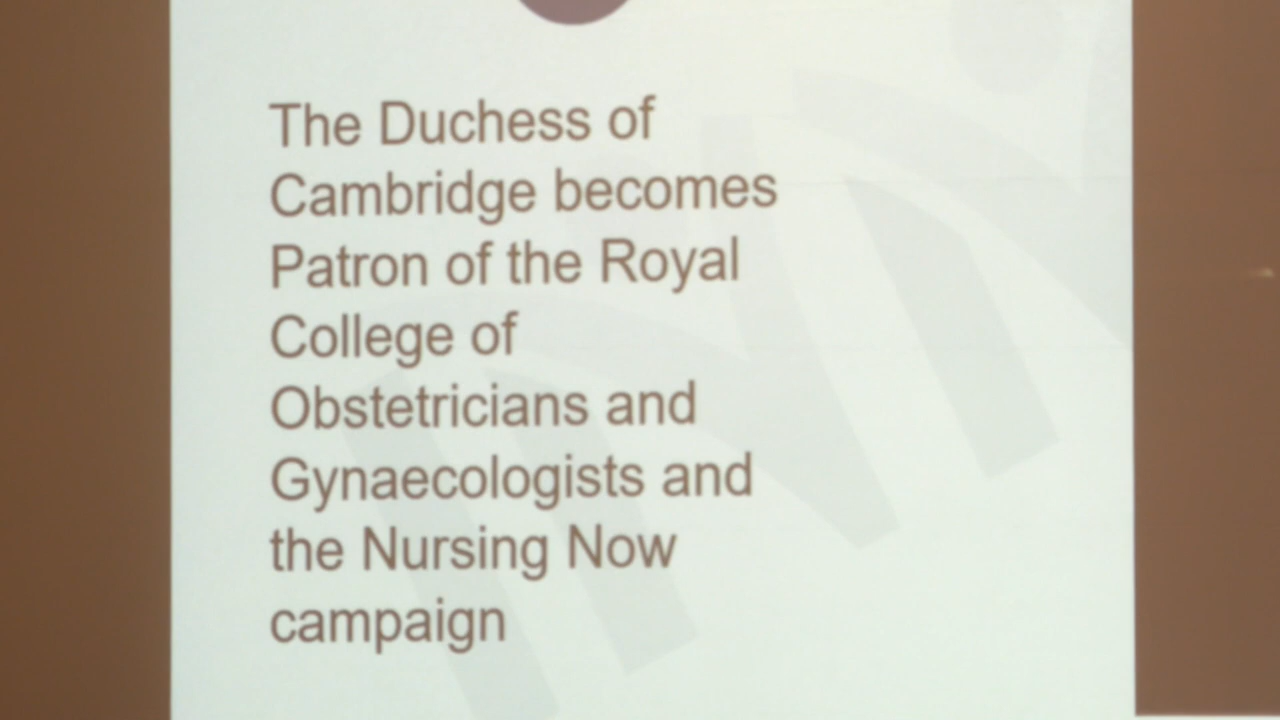 The Duchess of
Cambridge becomes
Patron of the Royal
College of
Obstetricians and
Gynaecologists and
the Nursing Now
campaign